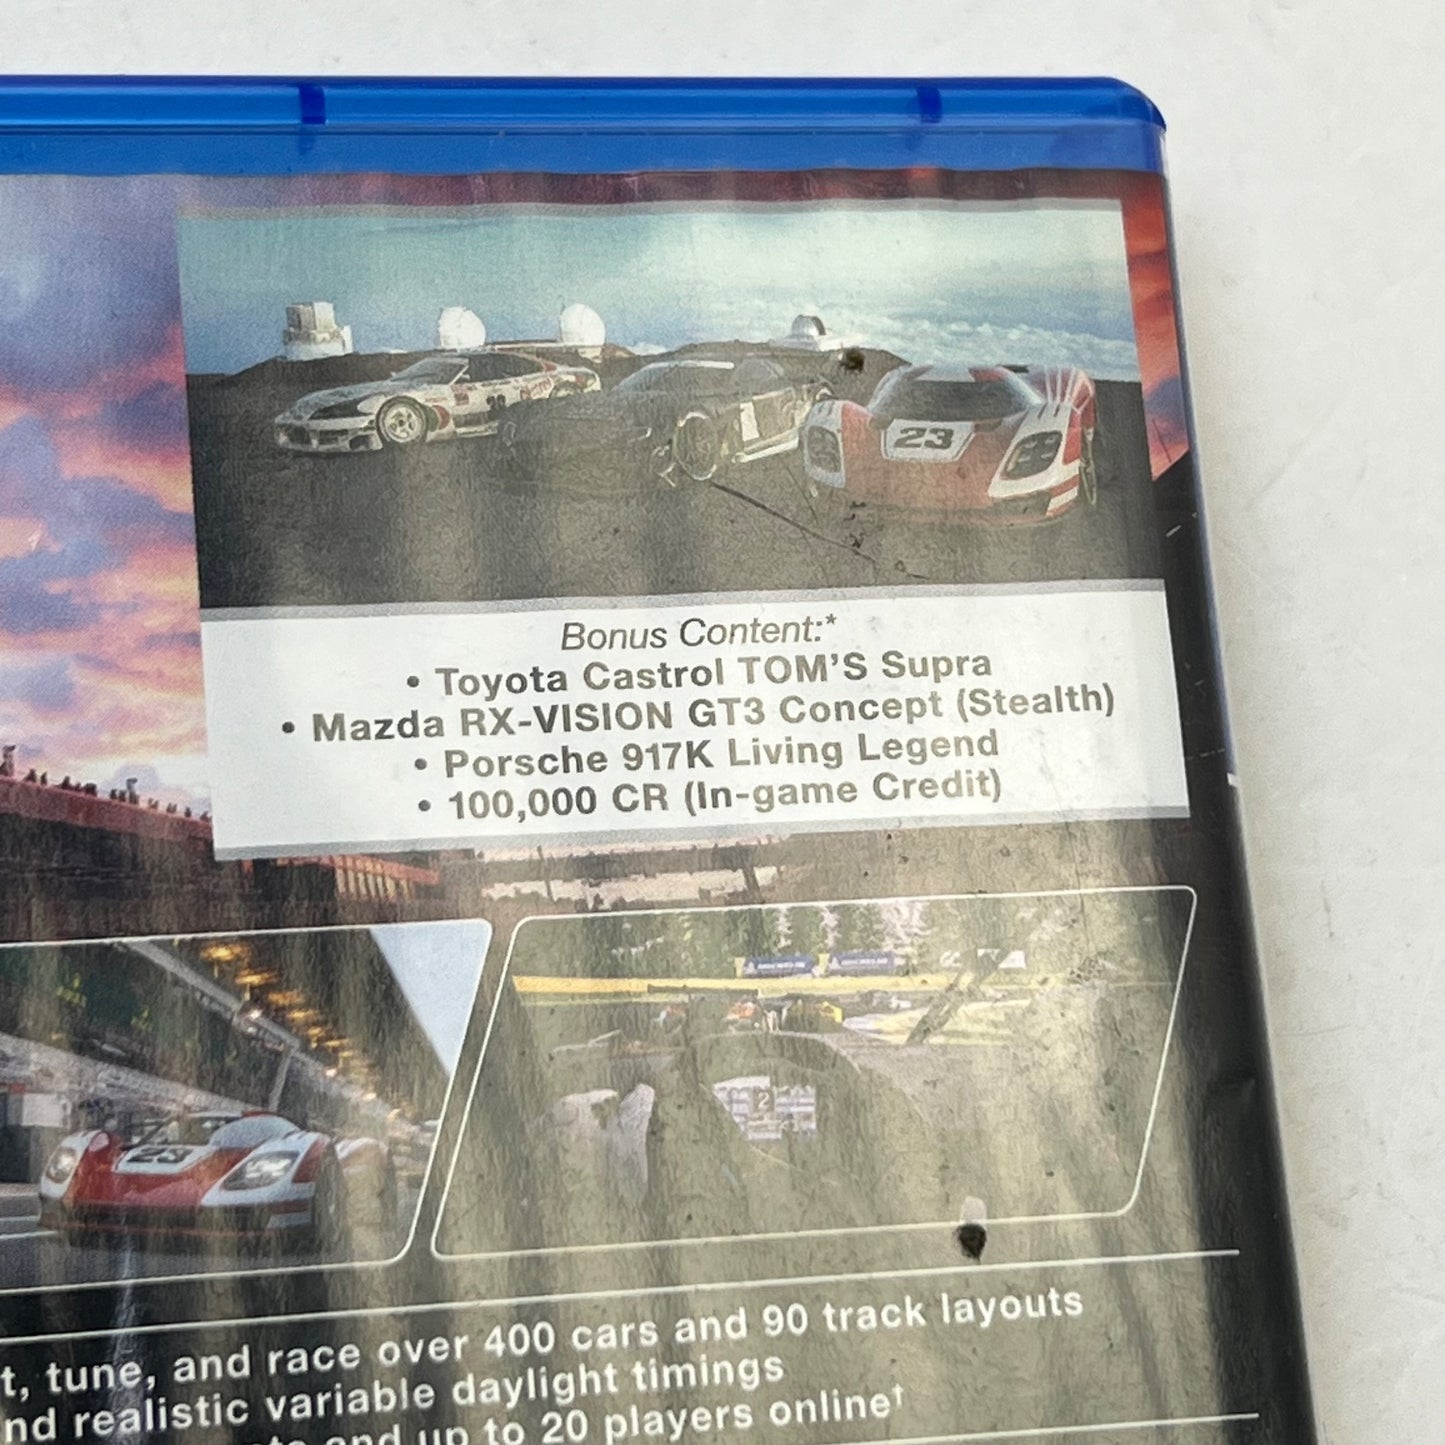 23
Bonus Content:*
• Toyota Castrol TOM'S Supra
• Mazda RX-VISION GT3 Concept (Stealth)
• Porsche 917K Living Legend
• 100,000 CR (In-game Credit)
23
2
t, tune, and race over 400 cars and 90 track layouts
nd realistic variable daylight timings
and up to 20 players online†